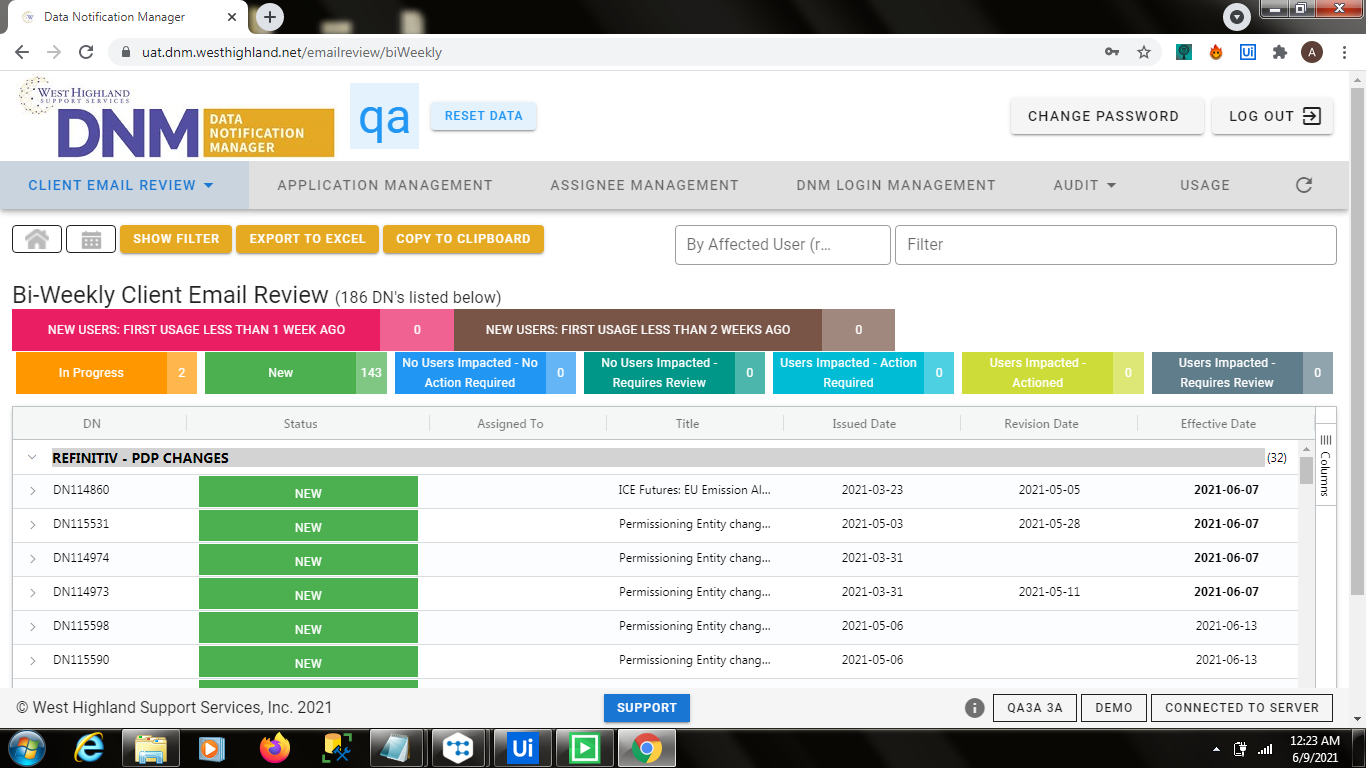 Data Notification Manager
uat.dnm.westhighland.net/emailreview/biWeekly
A
WEST HIGHLAND
SUPPORT SERVICES
DNM DATA NOTIFICATION MANAGER
qa
RESET DATA
CHANGE PASSWORD
LOG OUT
CLIENT EMAIL REVIEW
APPLICATION MANAGEMENT
ASSIGNEE MANAGEMENT
DNM LOGIN MANAGEMENT
AUDIT
USAGE
SHOW FILTER
EXPORT TO EXCEL
COPY TO CLIPBOARD
By Affected User (r...
Filter
Bi-Weekly Client Email Review (186 DN's listed below)
NEW USERS: FIRST USAGE LESS THAN 1 WEEK AGO 0
NEW USERS: FIRST USAGE LESS THAN 2 WEEKS AGO 0
In Progress 2
New 143
No Users Impacted - No Action Required 0
No Users Impacted - Requires Review 0
Users Impacted - Action Required 0
Users Impacted - Actioned 0
Users Impacted - Requires Review 0
DN Status Assigned To Title Issued Date Revision Date Effective Date
Columns
REFINITIV - PDP CHANGES (32)
DN114860 NEW ICE Futures: EU Emission Al... 2021-03-23 2021-05-05 2021-06-07
DN115531 NEW Permissioning Entity chang... 2021-05-03 2021-05-28 2021-06-07
DN114974 NEW Permissioning Entity chang... 2021-03-31 2021-06-07
DN114973 NEW Permissioning Entity chang... 2021-03-31 2021-05-11 2021-06-07
DN115598 NEW Permissioning Entity chang... 2021-05-06 2021-06-13
DN115590 NEW Permissioning Entity chang... 2021-05-06 2021-06-13
© West Highland Support Services, Inc. 2021
SUPPORT
QA3A 3A
DEMO
CONNECTED TO SERVER
Ui
12:23 AM
6/9/2021